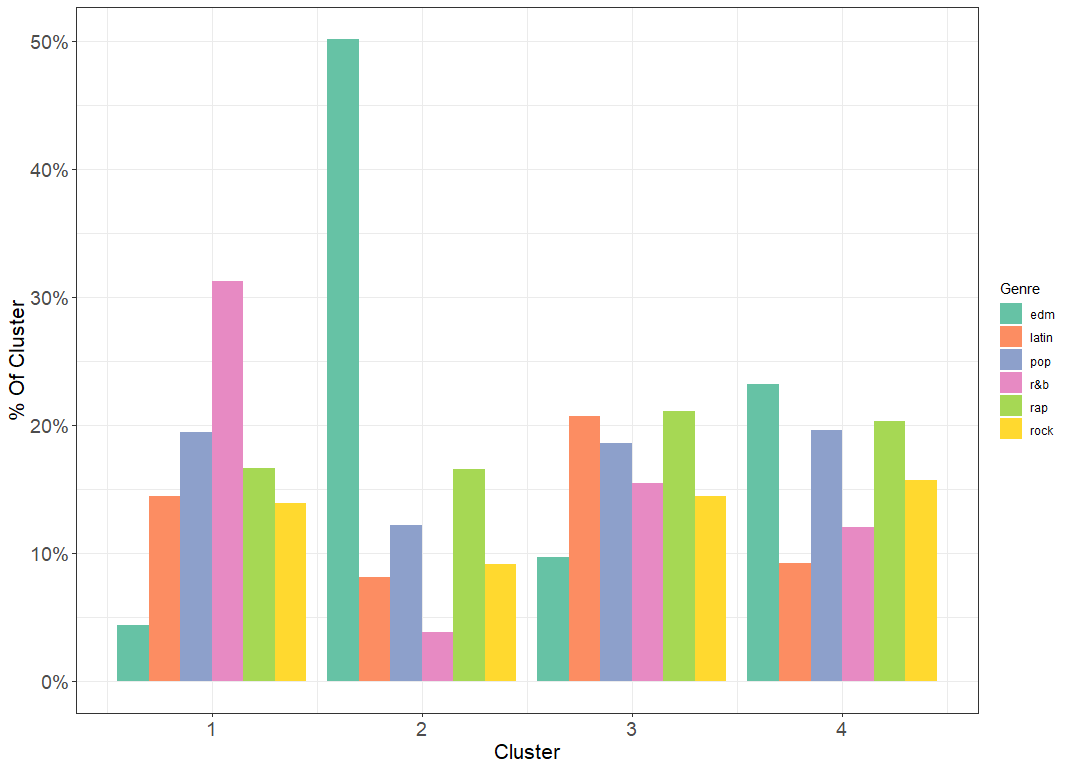 50%
40%
30%
20%
10%
0%
% Of Cluster
1
2
3
4
Cluster
Genre
edm
latin
pop
r&b
rap
rock